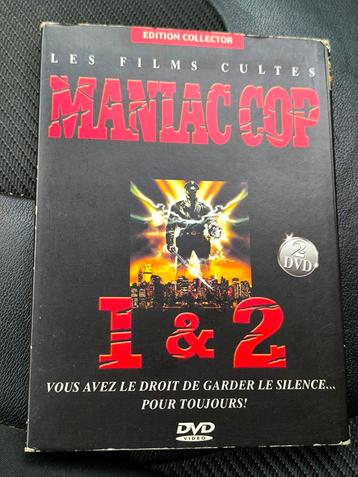 EDITION COLLECTOR
LES FILMS CULTES
MANIAC COP
2
DVD
1 & 2
VOUS AVEZ LE DROIT DE GARDER LE SILENCE...
POUR TOUJOURS!
DVD
VIDEO